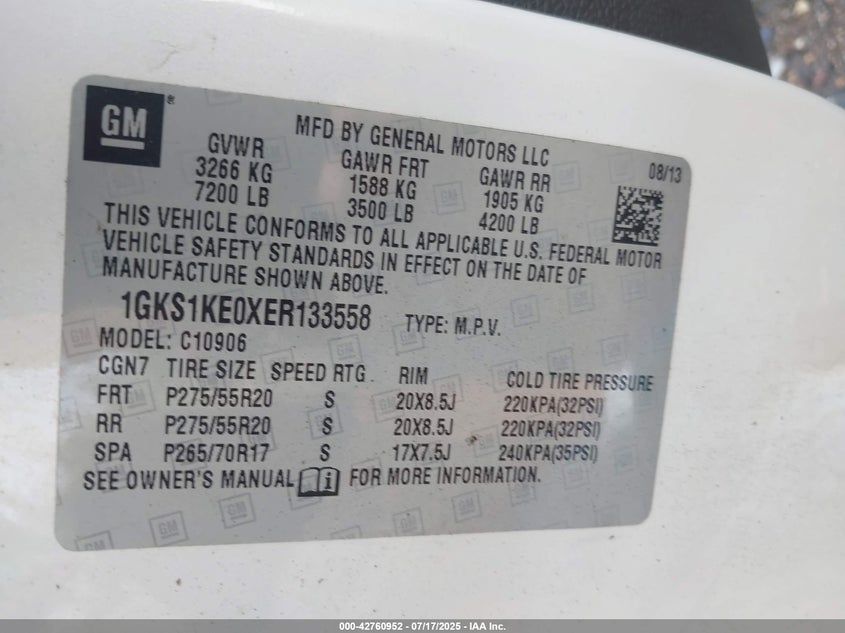 GM ®
MFD BY GENERAL MOTORS LLC
08/13
GVWR GAWR FRT GAWR RR
3266 KG 1588 KG 1905 KG
7200 LB 3500 LB 4200 LB
THIS VEHICLE CONFORMS TO ALL APPLICABLE U.S. FEDERAL MOTOR
VEHICLE SAFETY STANDARDS IN EFFECT ON THE DATE OF
MANUFACTURE SHOWN ABOVE.
1GKS1KE0XER133558 TYPE: M.P.V.
MODEL: C10906
CGN7 TIRE SIZE SPEED RTG RIM COLD TIRE PRESSURE
FRT P275/55R20 S 20X8.5J 220KPA(32PSI)
RR P275/55R20 S 20X8.5J 220KPA(32PSI)
SPA P265/70R17 S 17X7.5J 240KPA(35PSI)
SEE OWNER'S MANUAL i FOR MORE INFORMATION.
000-42760952 - 07/17/2025 - IAA Inc.